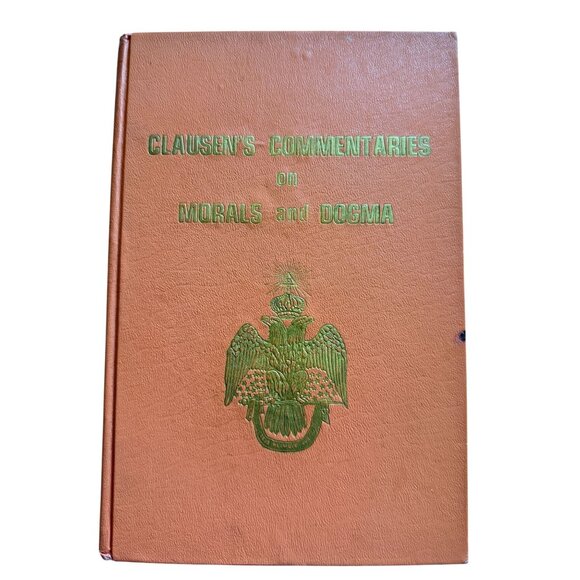 CLAUSEN'S COMMENTARIES
on
MORALS and DOGMA